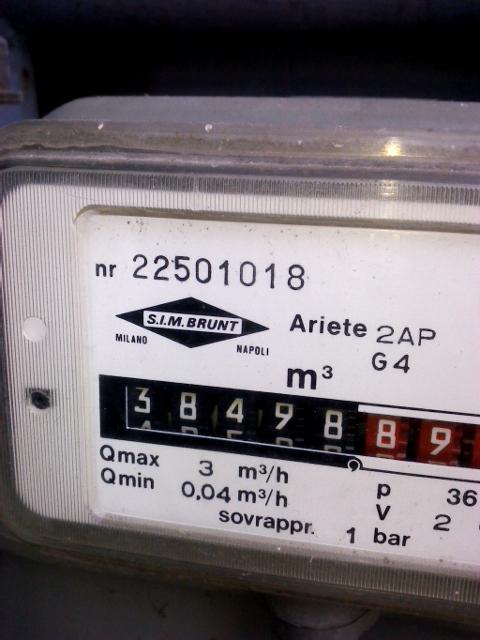 nr 22501018
S.I.M. BRUNT
MILANO NAPOLI
Ariete 2AP
G4
m³
3 8 4 9 8 8 9
Qmax 3 m³/h
Qmin 0,04 m³/h
sovrappr. 1 bar
p 36
V 2